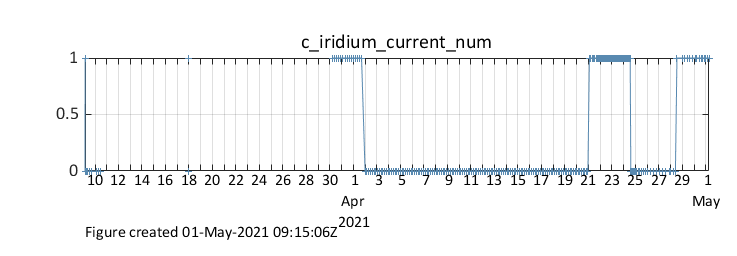 c_iridium_current_num
1
0.5
0
10 12 14 16 18 20 22 24 26 28 30 1 3 5 7 9 11 13 15 17 19 21 23 25 27 29 1
Apr May
2021
Figure created 01-May-2021 09:15:06Z